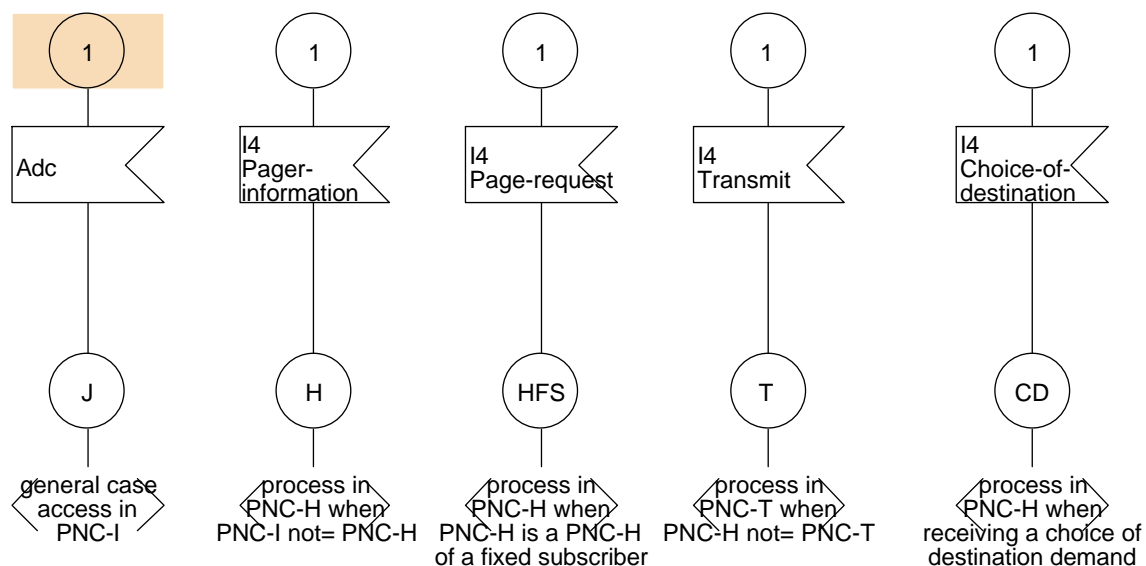 1
1
1
1
1
Adc
I4
Pager-
information
I4
Page-request
I4
Transmit
I4
Choice-of-
destination
J
H
HFS
T
CD
general case
access in
PNC-I
process in
PNC-H when
PNC-I not= PNC-H
process in
PNC-H when
PNC-H is a PNC-H
of a fixed subscriber
process in
PNC-T when
PNC-H not= PNC-T
process in
PNC-H when
receiving a choice of
destination demand